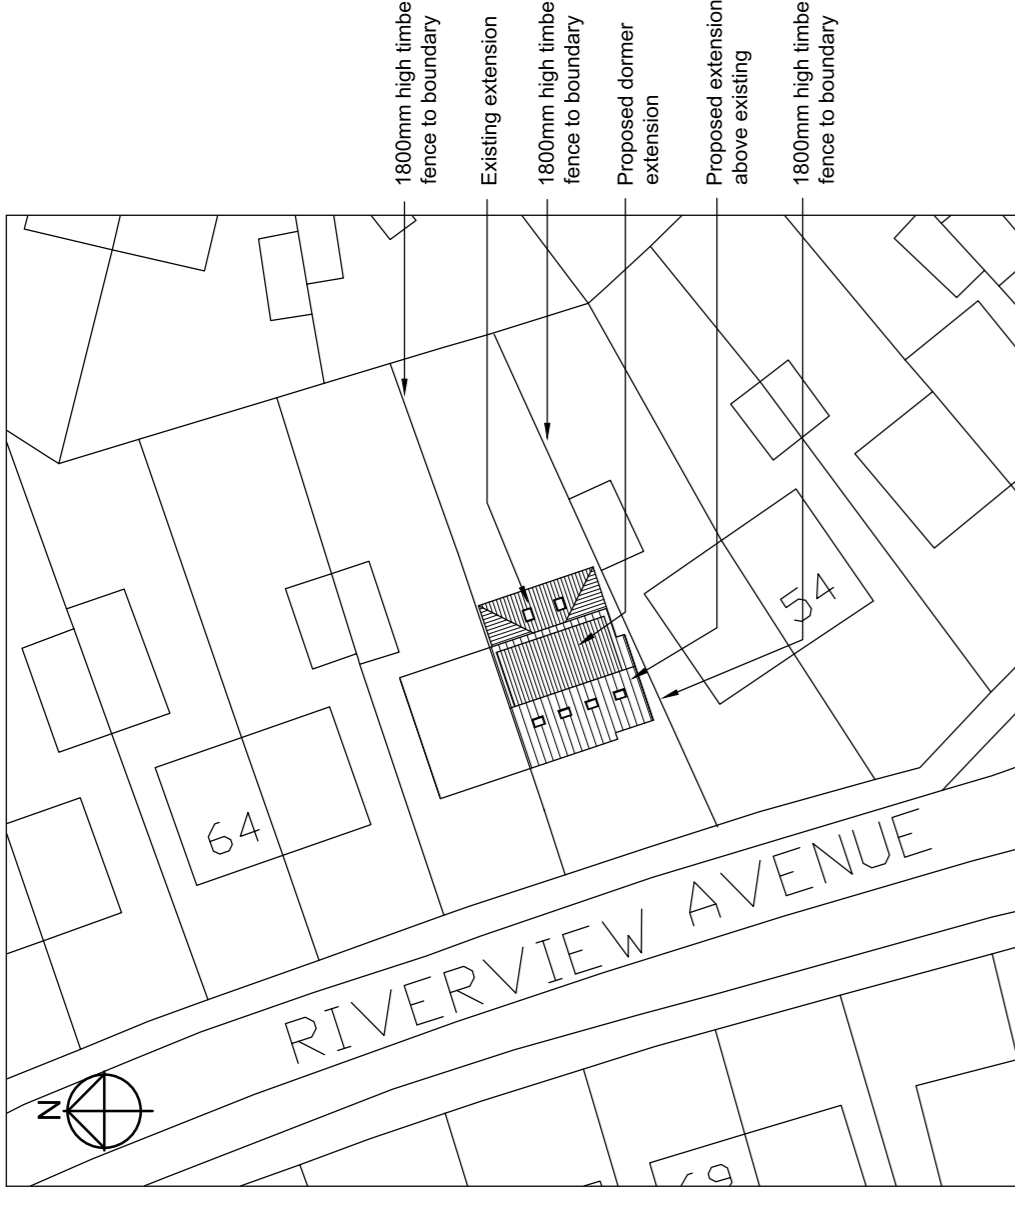 1800mm high timbe
fence to boundary
Existing extension
1800mm high timbe
fence to boundary
Proposed dormer
extension
Proposed extension
above existing
1800mm high timbe
fence to boundary
N
64
54
RIVERVIEW AVENUE
69